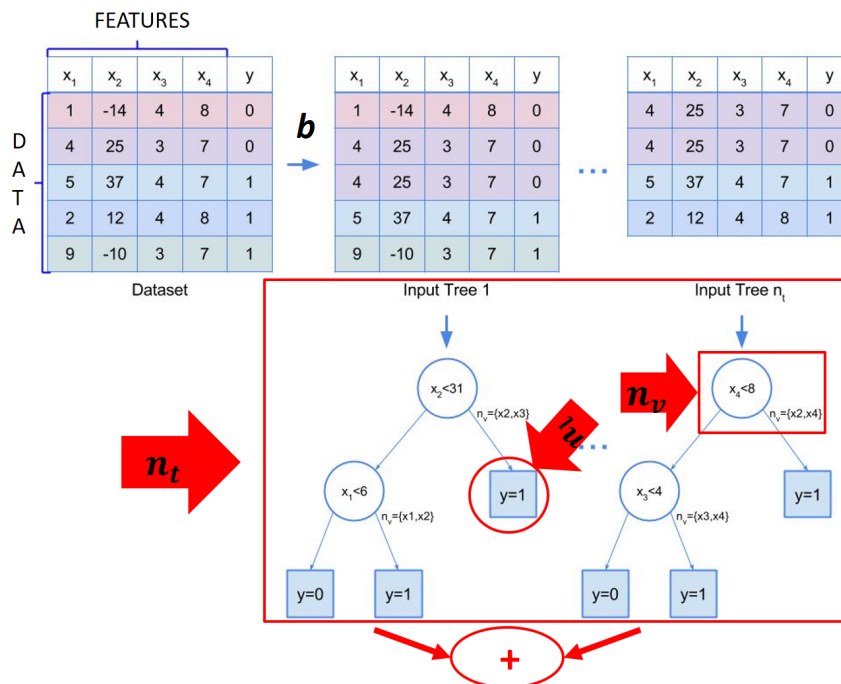 FEATURES
x1 x2 x3 x4 y
1 -14 4 8 0
4 25 3 7 0
5 37 4 7 1
2 12 4 8 1
9 -10 3 7 1
D
A
T
A
Dataset
b
x1 x2 x3 x4 y
1 -14 4 8 0
4 25 3 7 0
4 25 3 7 0
5 37 4 7 1
9 -10 3 7 1
Input Tree 1
...
x1 x2 x3 x4 y
4 25 3 7 0
4 25 3 7 0
5 37 4 7 1
2 12 4 8 1
Input Tree nt
nt
x2<31
nv={x2,x3}
nl
x1<6
nv={x1,x2}
y=1
y=0 y=1
...
nv
x4<8
nv={x2,x4}
x3<4
nv={x3,x4}
y=1
y=0 y=1
+